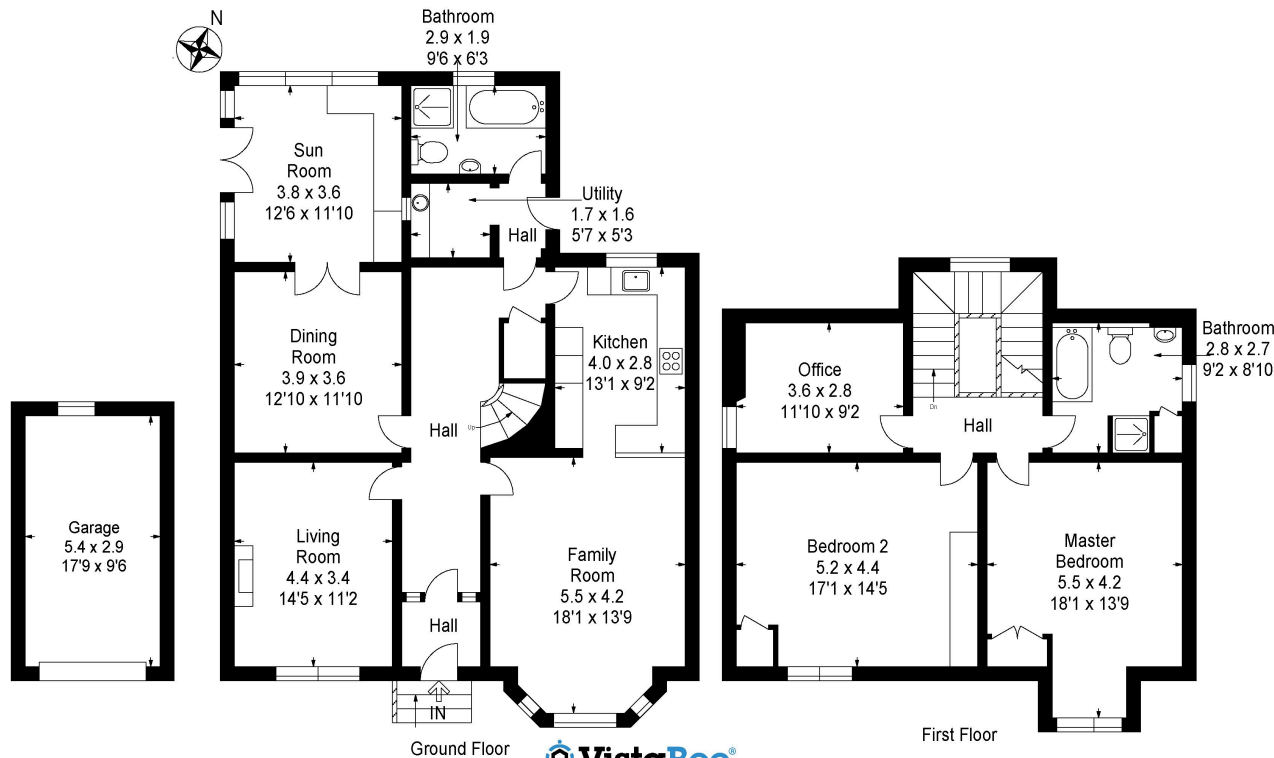 N
Bathroom
2.9 x 1.9
9'6 x 6'3
Sun
Room
3.8 x 3.6
12'6 x 11'10
Utility
1.7 x 1.6
5'7 x 5'3
Hall
Dining
Room
3.9 x 3.6
12'10 x 11'10
Kitchen
4.0 x 2.8
13'1 x 9'2
Hall
Up
Living
Room
4.4 x 3.4
14'5 x 11'2
Family
Room
5.5 x 4.2
18'1 x 13'9
Hall
IN
Garage
5.4 x 2.9
17'9 x 9'6
Ground Floor
Office
3.6 x 2.8
11'10 x 9'2
Dn
Hall
Bathroom
2.8 x 2.7
9'2 x 8'10
Bedroom 2
5.2 x 4.4
17'1 x 14'5
Master
Bedroom
5.5 x 4.2
18'1 x 13'9
First Floor
VistaBee®